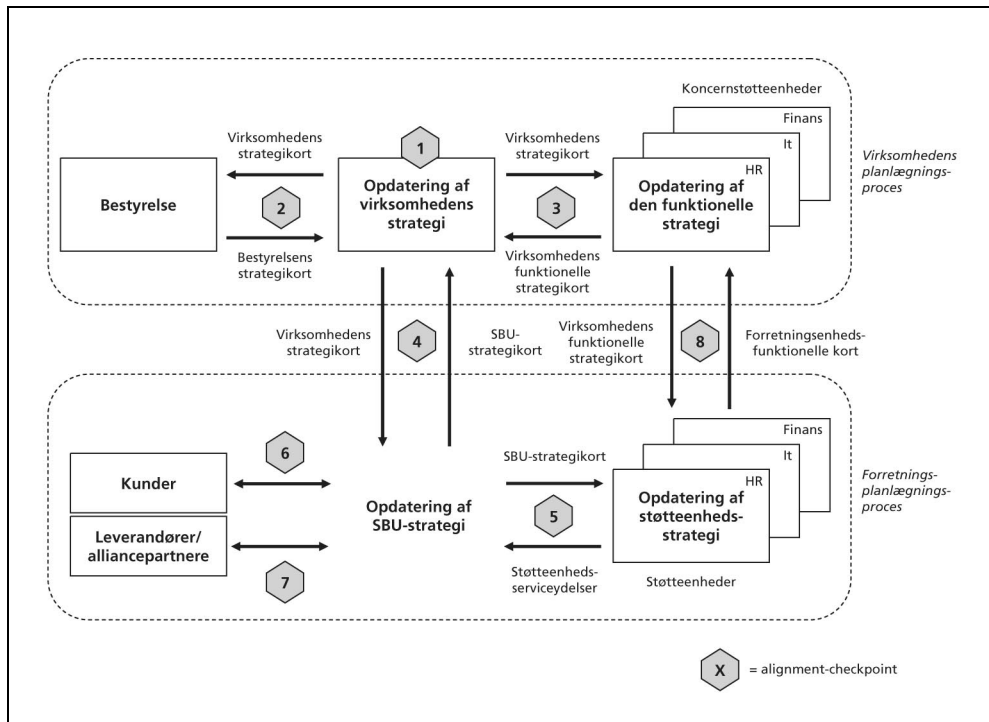 Koncernstøtteenheder
Finans
It
HR
Virksomhedens
planlægnings-
proces
Virksomhedens
strategikort
1
Virksomhedens
strategikort
Bestyrelse
2
Opdatering af
virksomhedens
strategi
3
Opdatering af
den funktionelle
strategi
Bestyrelsens
strategikort
Virksomhedens
funktionelle
strategikort
Virksomhedens
strategikort
4
SBU-
strategikort
Virksomhedens
funktionelle
strategikort
8
Forretningsenheds-
funktionelle kort
Finans
It
HR
Forretnings-
planlægnings-
proces
6
SBU-strategikort
Kunder
Opdatering af
SBU-strategi
5
Opdatering af
støtteenheds-
strategi
Leverandører/
alliancepartnere
7
Støtteenheds-
serviceydelser
Støtteenheder
X = alignment-checkpoint